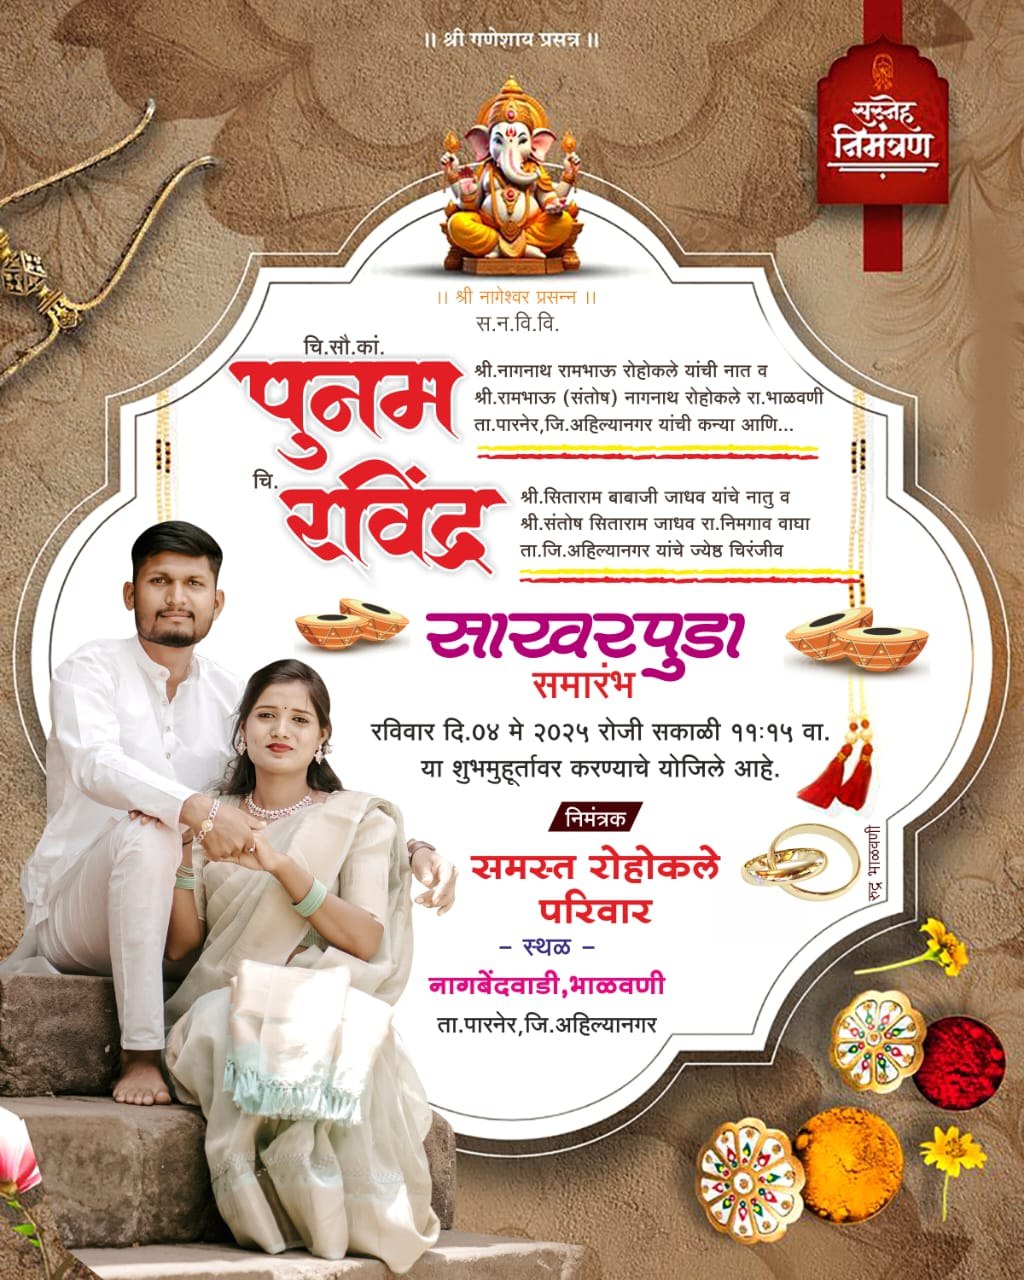 ॥ श्री गणेशाय प्रसन्न ॥
सस्नेह
निमंत्रण
॥ श्री नागेश्वर प्रसन्न ॥
स.न.वि.वि.
चि.सौ.कां.
पुनम
श्री.नागनाथ रामभाऊ रोहोकले यांची नात व
श्री.रामभाऊ (संतोष) नागनाथ रोहोकले रा.भाळवणी
ता.पारनेर,जि.अहिल्यानगर यांची कन्या आणि...
चि.
रविंद्र
श्री.सिताराम बाबाजी जाधव यांचे नातु व
श्री.संतोष सिताराम जाधव रा.निमगाव वाघा
ता.जि.अहिल्यानगर यांचे ज्येष्ठ चिरंजीव
साखरपुडा
समारंभ
रविवार दि.०४ मे २०२५ रोजी सकाळी ११:१५ वा.
या शुभमुहूर्तावर करण्याचे योजिले आहे.
निमंत्रक
समस्त रोहोकले
परिवार
- स्थळ -
नागबेंदवाडी,भाळवणी
ता.पारनेर,जि.अहिल्यानगर
रुद्र भाळवणी